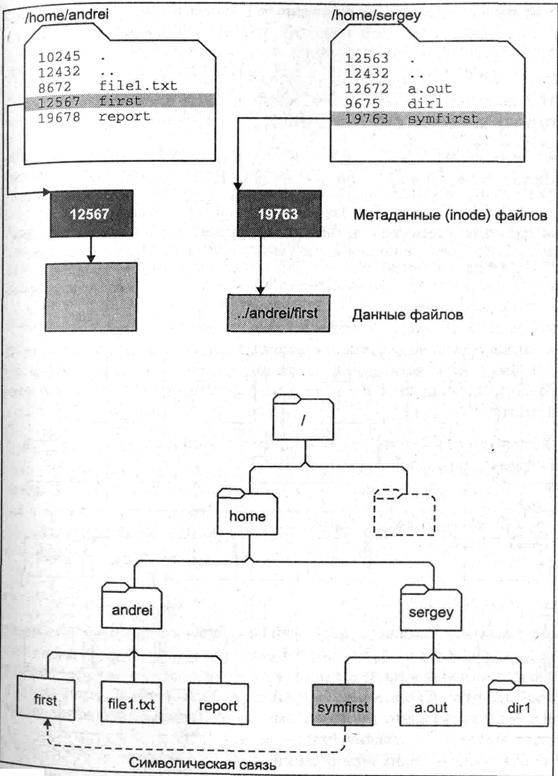 /home/andrei
10245 .
12432 ..
8672 file1.txt
12567 first
19678 report
/home/sergey
12563 .
12432 ..
12672 a.out
9675 dir1
19763 symfirst
12567
19763
Метаданные (inode) файлов
../andrei/first
Данные файлов
/
home
andrei
sergey
first
file1.txt
report
symfirst
a.out
dir1
Символическая связь